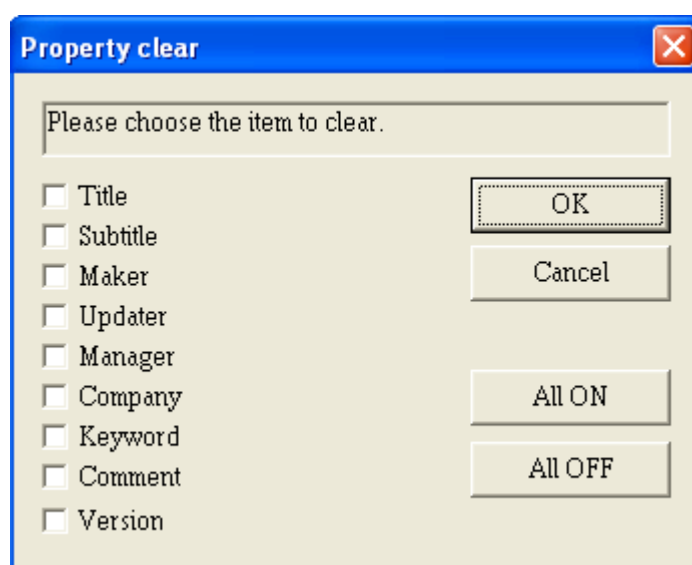 Property clear
Please choose the item to clear.
Title
Subtitle
Maker
Updater
Manager
Company
Keyword
Comment
Version
OK
Cancel
All ON
All OFF